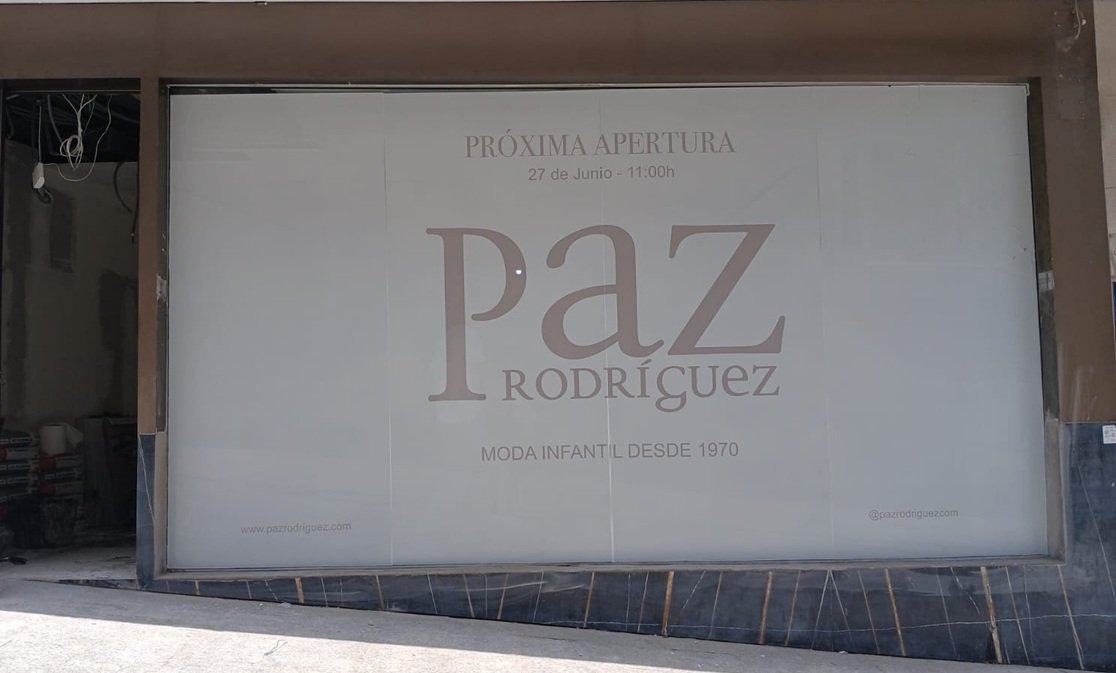 PRÓXIMA APERTURA
27 de Junio - 11:00h
Paz
RODRÍGUEZ
MODA INFANTIL DESDE 1970
www.pazrodriguez.com
@pazrodriguezcom